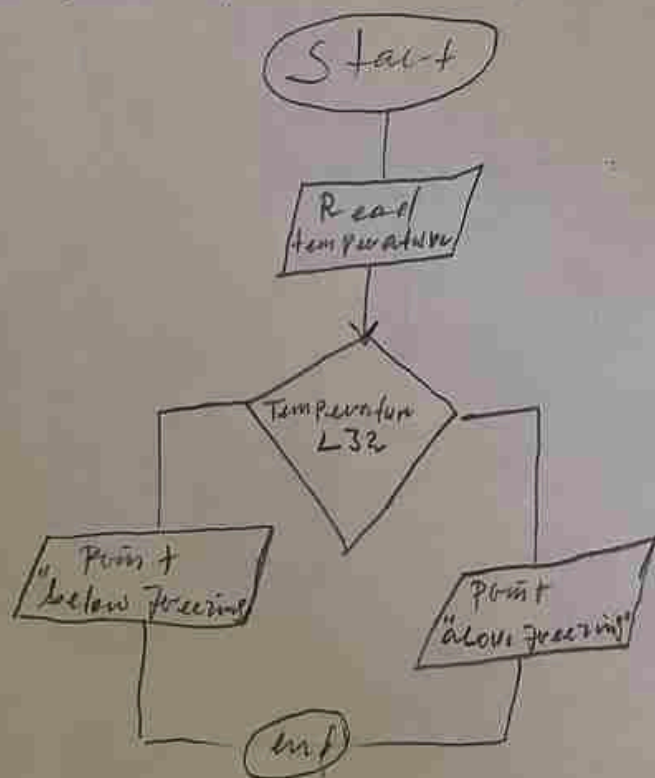 Start
Read
temperature
Temperature
<32
Print
"below freezing
Print
"above freezing"
end